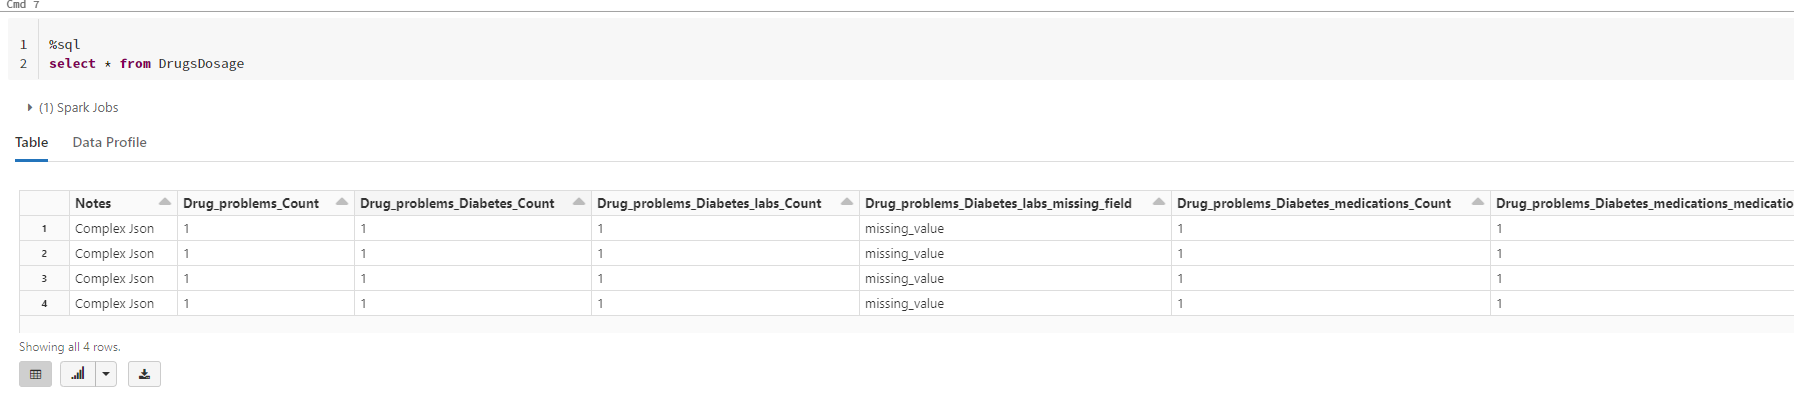 Cmd 7
1 %sql
2 select * from DrugsDosage
(1) Spark Jobs
Table Data Profile
Notes Drug_problems_Count Drug_problems_Diabetes_Count Drug_problems_Diabetes_labs_Count Drug_problems_Diabetes_labs_missing_field Drug_problems_Diabetes_medications_Count Drug_problems_Diabetes_medications_medicatio
1 Complex Json 1 1 1 missing_value 1 1
2 Complex Json 1 1 1 missing_value 1 1
3 Complex Json 1 1 1 missing_value 1 1
4 Complex Json 1 1 1 missing_value 1 1
Showing all 4 rows.